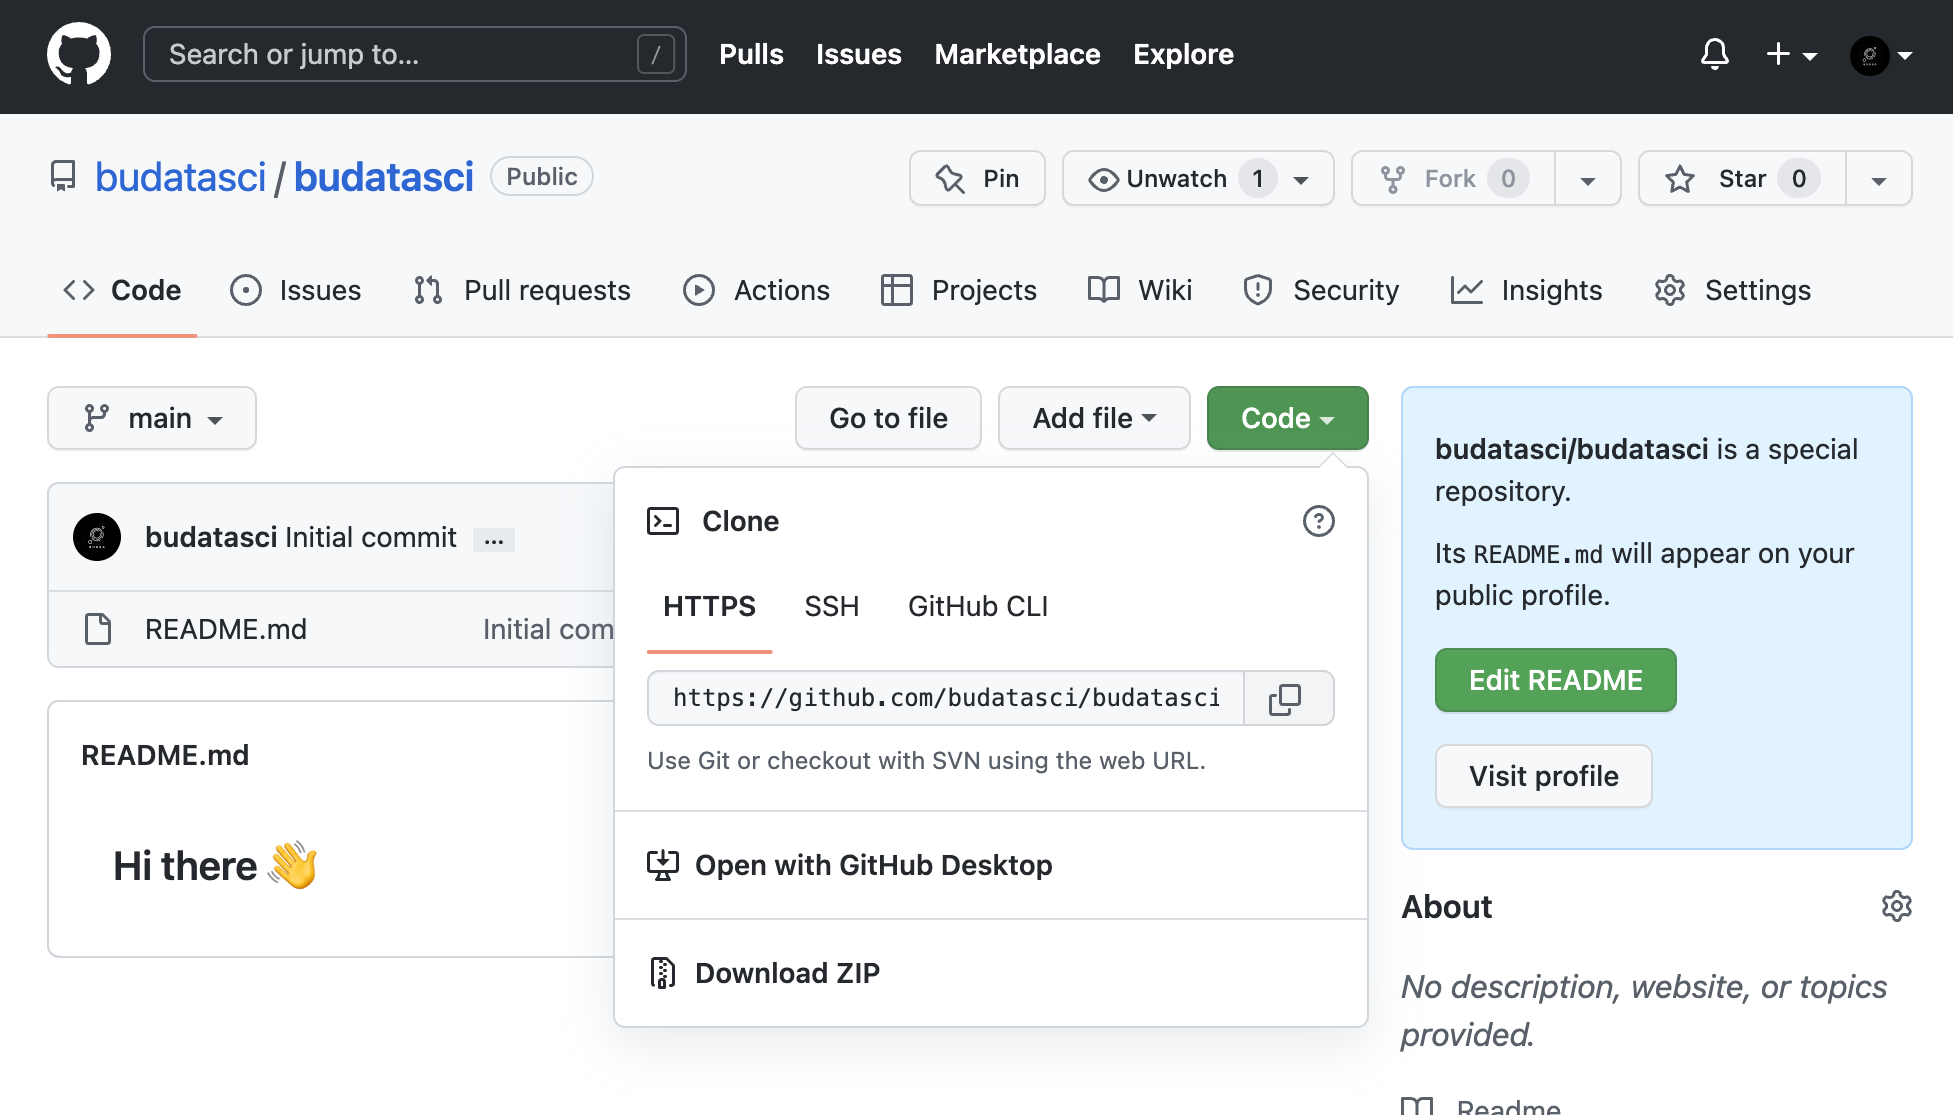 Search or jump to... / Pulls Issues Marketplace Explore
budatasci / budatasci Public Pin Unwatch 1 Fork 0 Star 0
Code Issues Pull requests Actions Projects Wiki Security Insights Settings
main Go to file Add file Code
budatasci Initial commit ...
README.md Initial com
README.md
Hi there 👋
Clone
HTTPS SSH GitHub CLI
https://github.com/budatasci/budatasci
Use Git or checkout with SVN using the web URL.
Open with GitHub Desktop
Download ZIP
budatasci/budatasci is a special
repository.
Its README.md will appear on your
public profile.
Edit README
Visit profile
About
No description, website, or topics
provided.
Readme